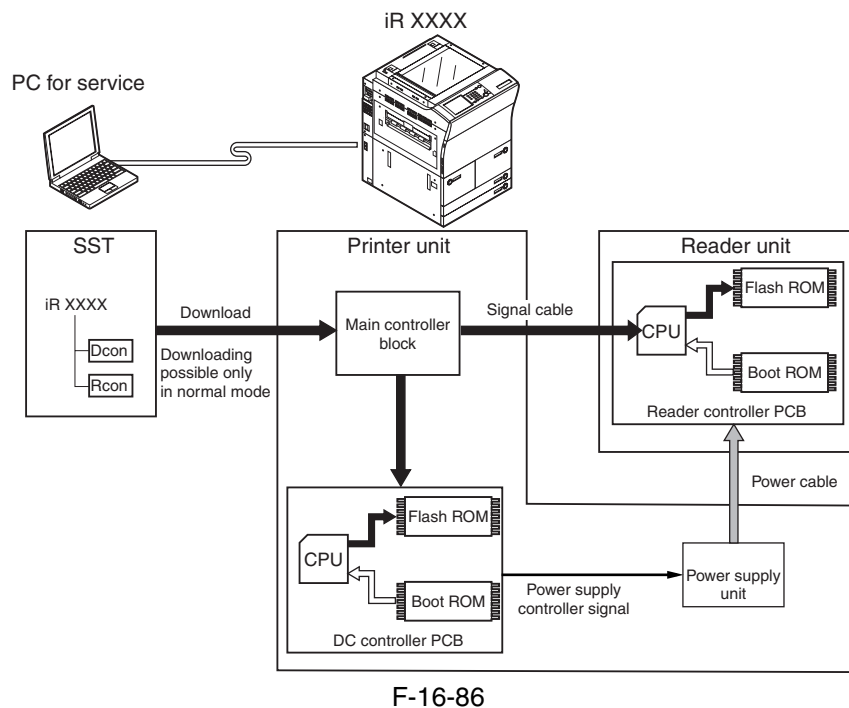 iR XXXX
PC for service
SST
iR XXXX
Dcon
Rcon
Download
Downloading
possible only
in normal mode
Printer unit
Main controller
block
Signal cable
Reader unit
CPU
Flash ROM
Boot ROM
Reader controller PCB
Power cable
CPU
Flash ROM
Boot ROM
DC controller PCB
Power supply
controller signal
Power supply
unit
F-16-86